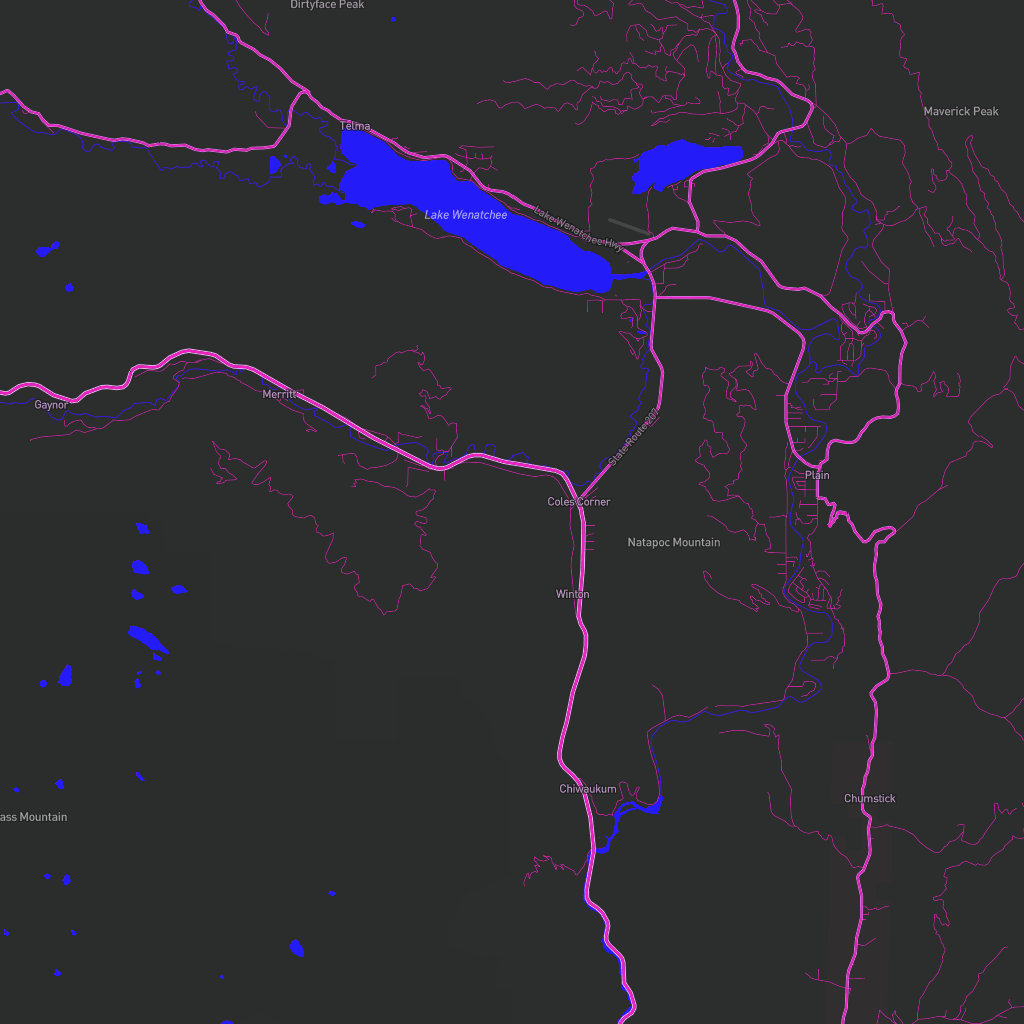 Dirtyface Peak
Maverick Peak
Telma
Lake Wenatchee
Lake Wenatchee Hwy
Gaynor
Merritt
State Route 207
Plain
Coles Corner
Natapoc Mountain
Winton
Chiwaukum
Chumstick
ass Mountain